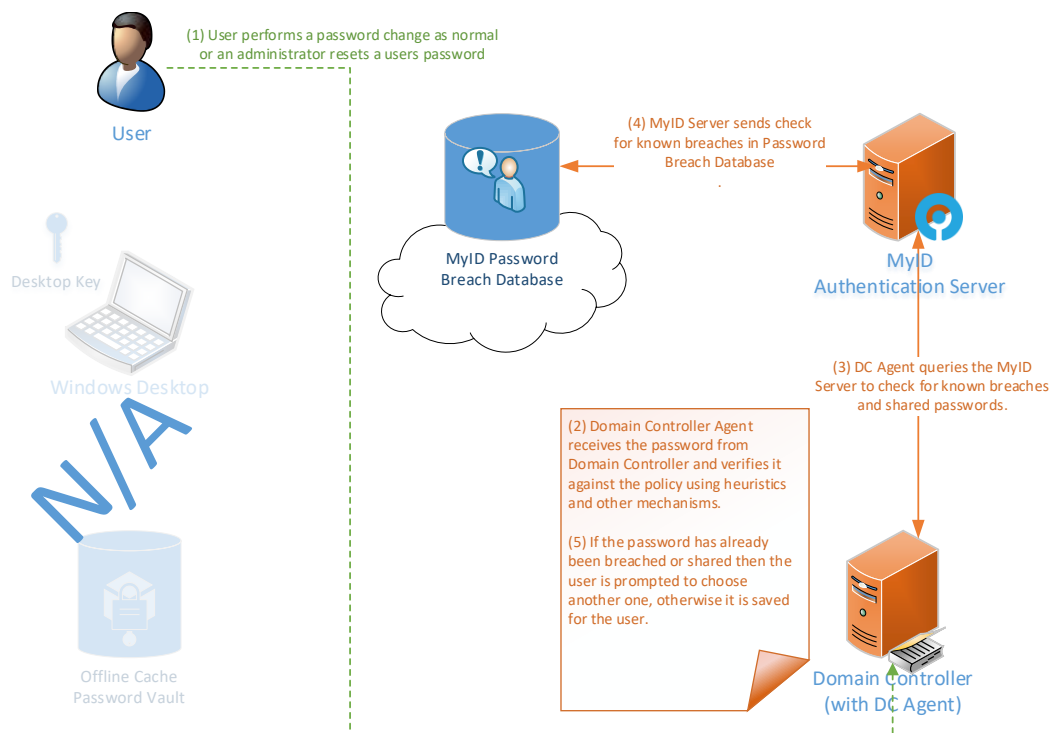 (1) User performs a password change as normal
or an administrator resets a users password
User
(4) MyID Server sends check
for known breaches in Password
Breach Database
.
MyID Password
Breach Database
MyID
Authentication Server
Desktop Key
Windows Desktop
N/A
(3) DC Agent queries the MyID
Server to check for known breaches
and shared passwords.
(2) Domain Controller Agent
receives the password from
Domain Controller and verifies it
against the policy using heuristics
and other mechanisms.
(5) If the password has already
been breached or shared then the
user is prompted to choose
another one, otherwise it is saved
for the user.
Offline Cache
Password Vault
Domain Controller
(with DC Agent)